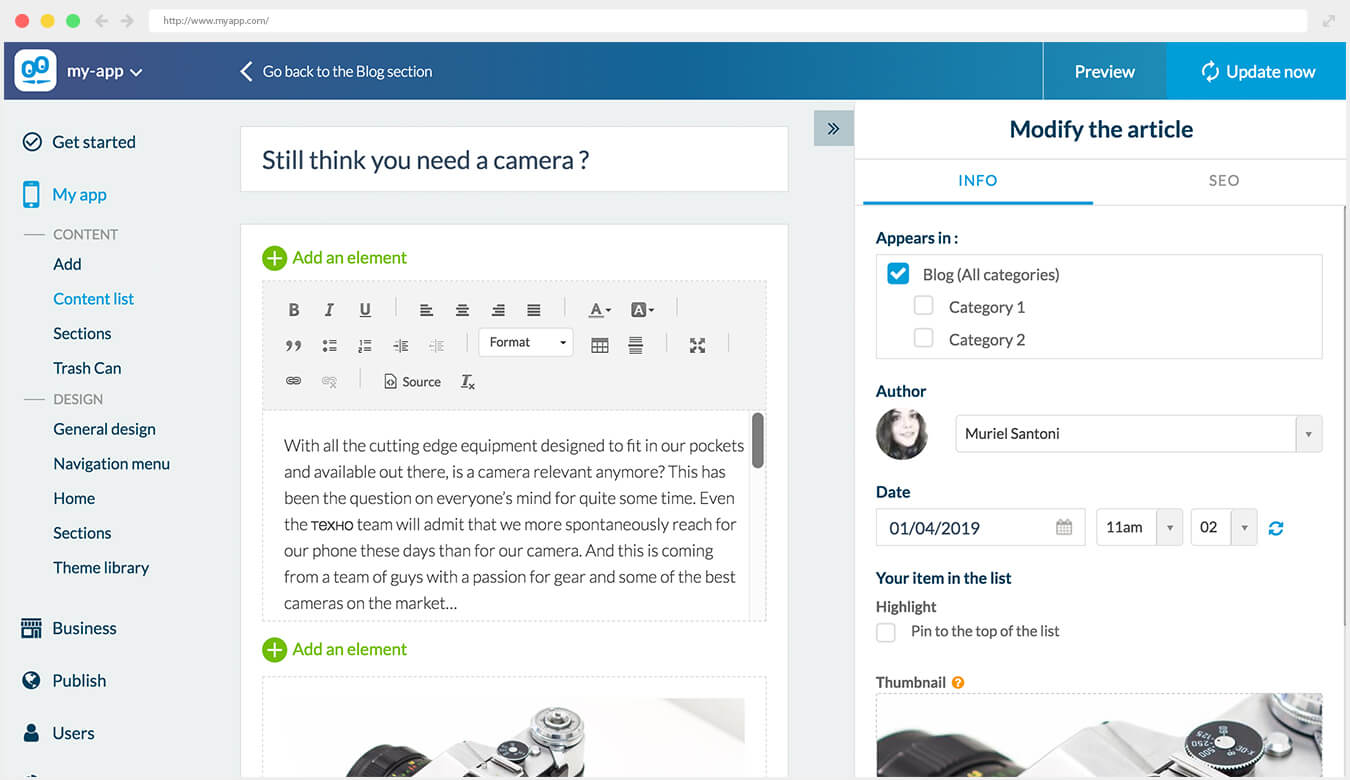 http://www.myapp.com/
my-app
Go back to the Blog section
Preview
Update now
Get started
My app
CONTENT
Add
Content list
Sections
Trash Can
DESIGN
General design
Navigation menu
Home
Sections
Theme library
Business
Publish
Users
Still think you need a camera ?
Add an element
B I U A A
Format
Source
With all the cutting edge equipment designed to fit in our pockets
and available out there, is a camera relevant anymore? This has
been the question on everyone’s mind for quite some time. Even
the техно team will admit that we more spontaneously reach for
our phone these days than for our camera. And this is coming
from a team of guys with a passion for gear and some of the best
cameras on the market...
Add an element
Modify the article
INFO
SEO
Appears in :
Blog (All categories)
Category 1
Category 2
Author
Muriel Santoni
Date
01/04/2019
11am
02
Your item in the list
Highlight
Pin to the top of the list
Thumbnail ?